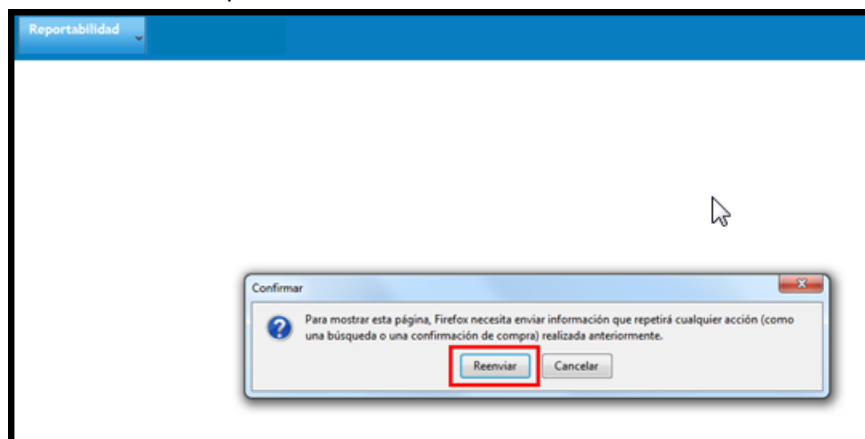 Reportabilidad
Confirmar
Para mostrar esta página, Firefox necesita enviar información que repetirá cualquier acción (como
una búsqueda o una confirmación de compra) realizada anteriormente.
Reenviar Cancelar